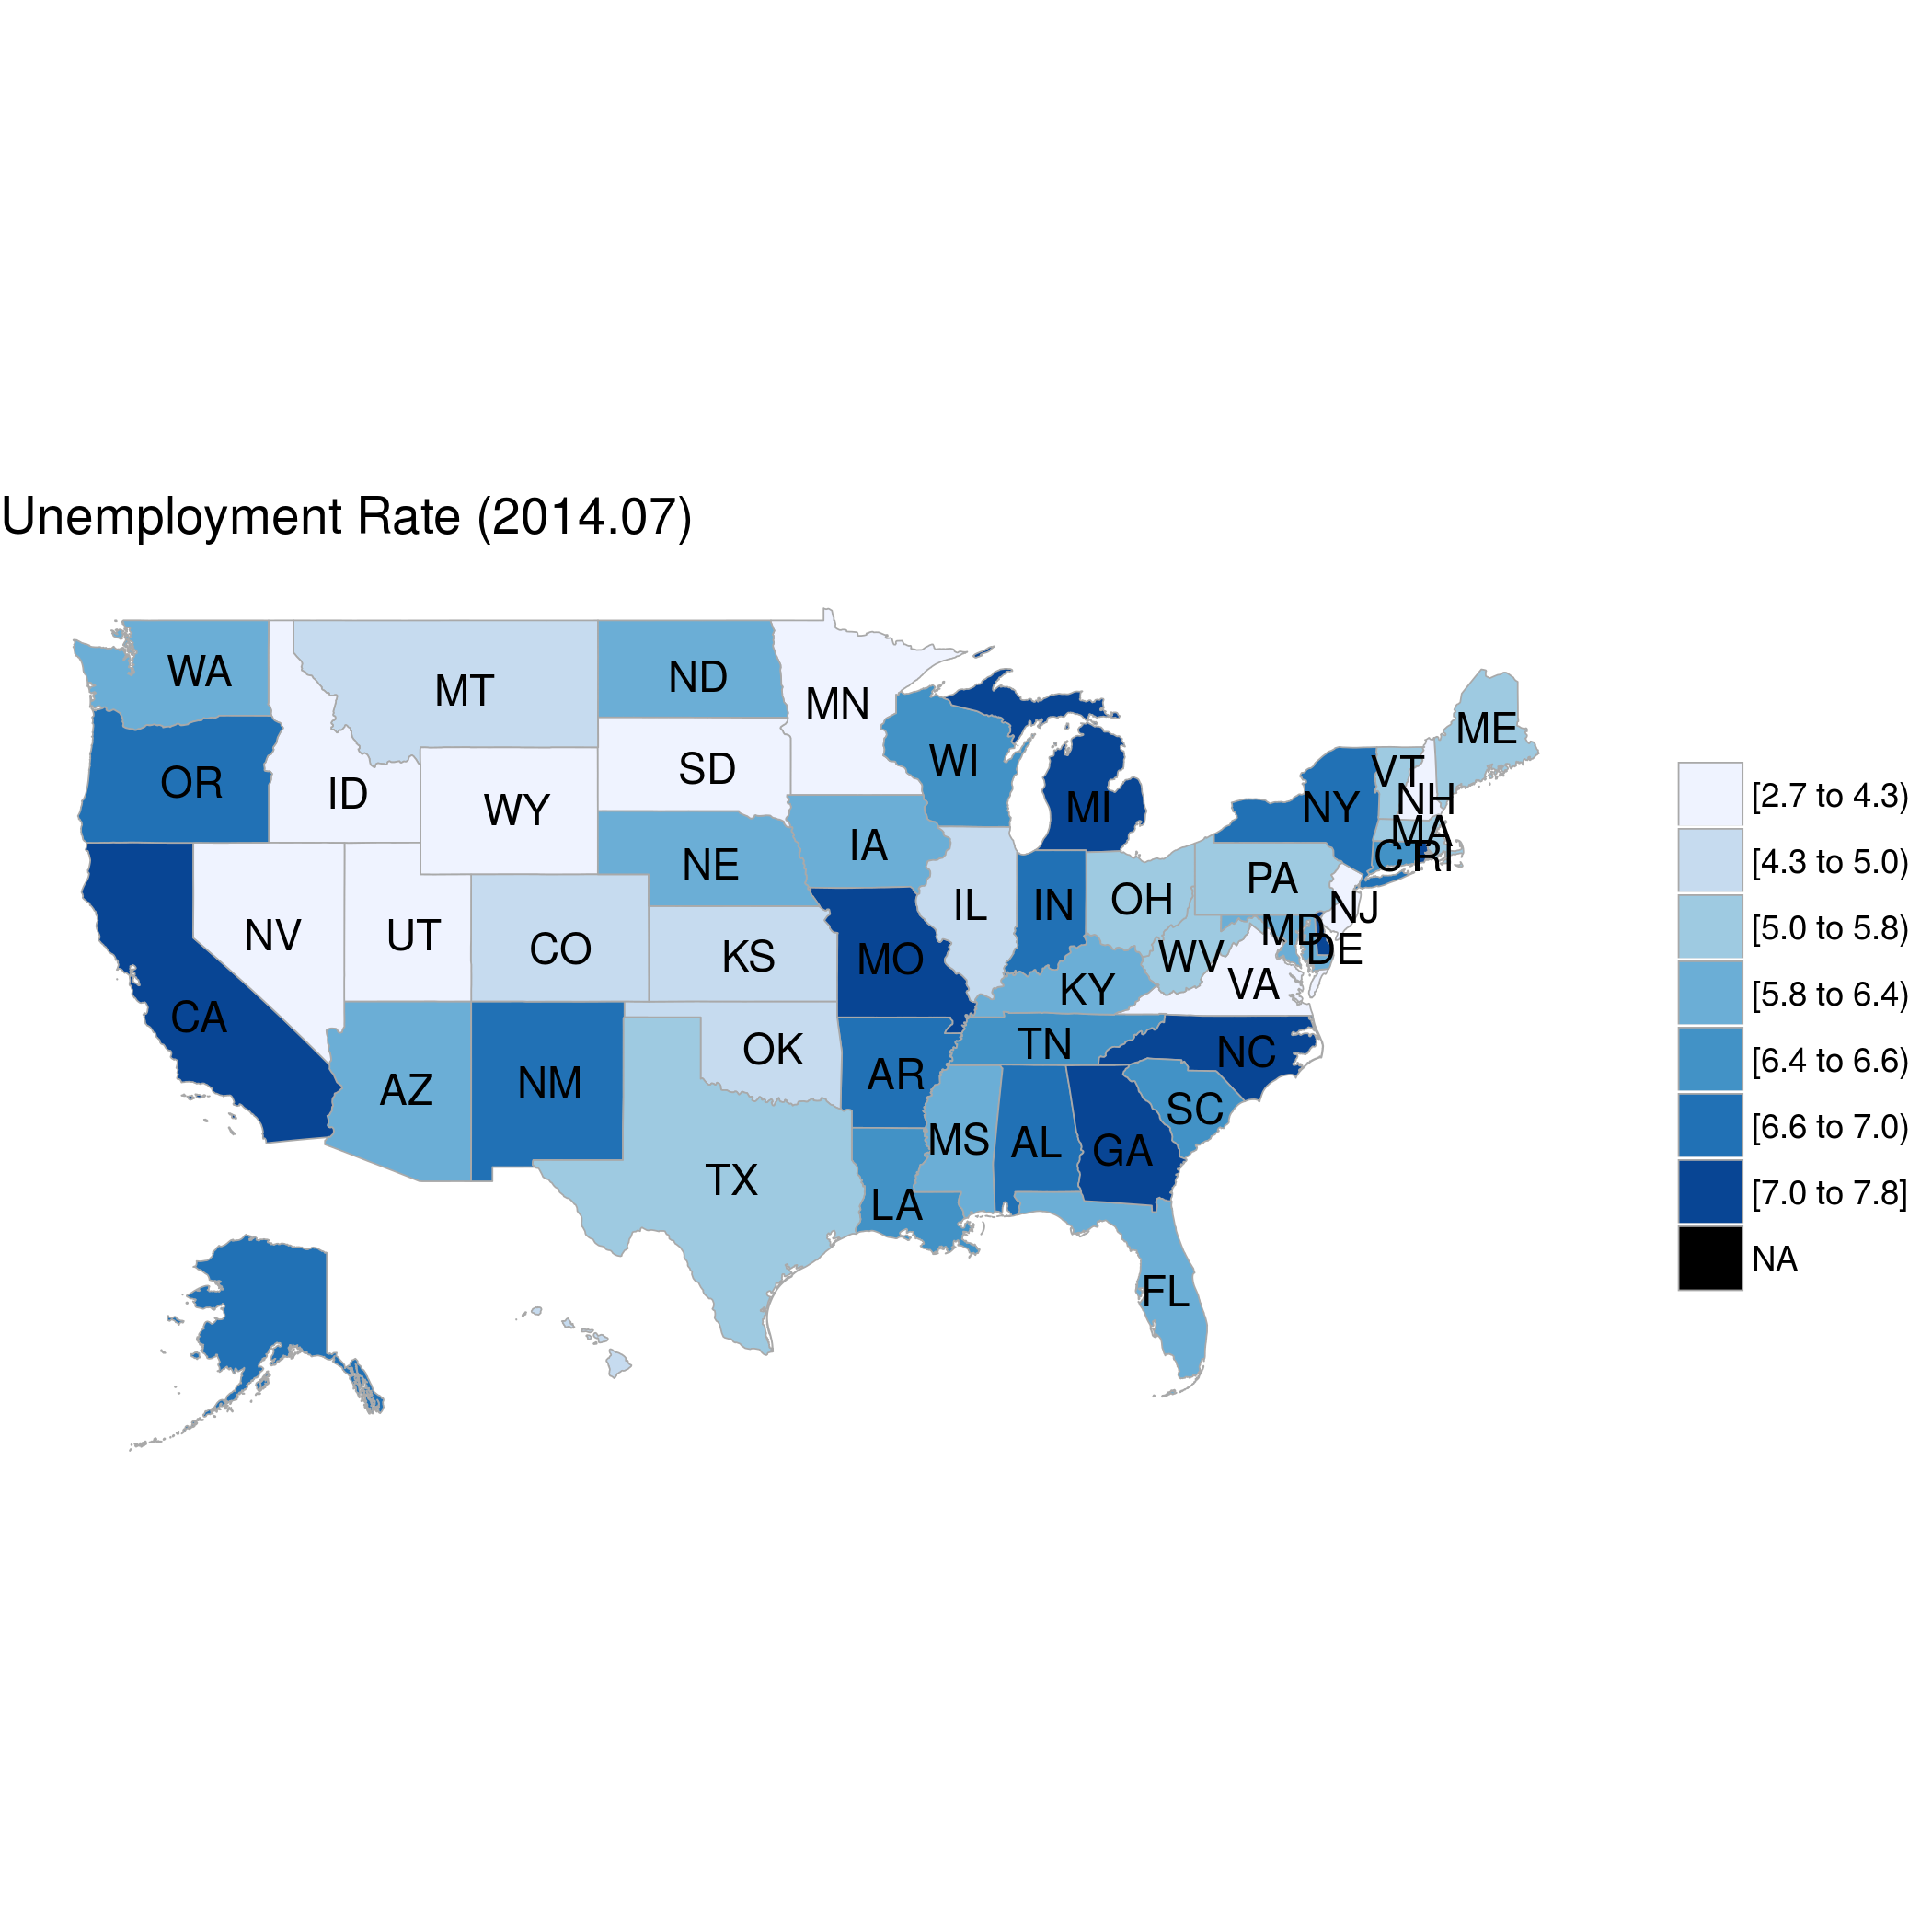 Unemployment Rate (2014.07)
WA
MT
ND
MN
ME
SD
WI
VT
OR
ID
WY
NH
MI
NY
MA
IA
CT
RI
NE
PA
OH
IL
IN
NJ
NV
UT
CO
KS
MO
MD
DE
WV
VA
KY
CA
OK
TN
NC
AZ
NM
AR
SC
MS
AL
GA
TX
LA
FL
[2.7 to 4.3)
[4.3 to 5.0)
[5.0 to 5.8)
[5.8 to 6.4)
[6.4 to 6.6)
[6.6 to 7.0)
[7.0 to 7.8]
NA